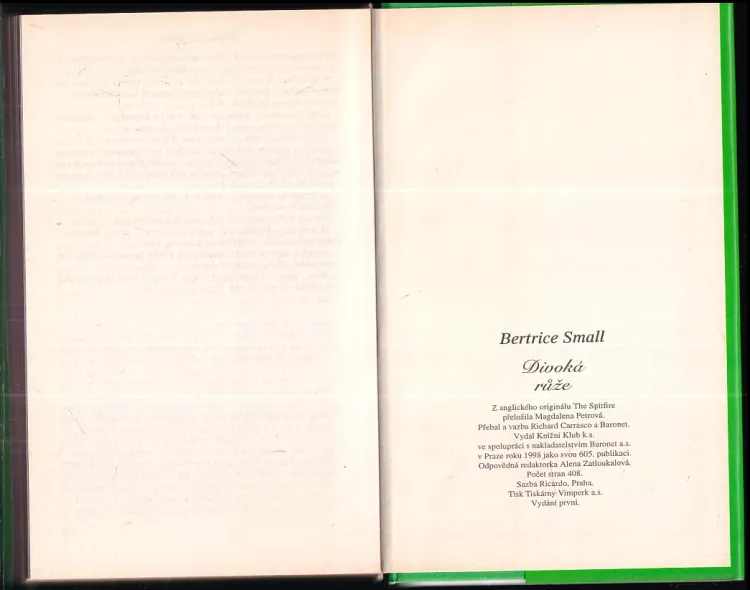 Bertrice Small
Divoká
růže
Z anglického originálu The Spitfire
přeložila Magdalena Petrová.
Přebal a vazba Richard Carrasco a Baronet.
Vydal Knižní Klub k.s.
ve spolupráci s nakladatelstvím Baronet a.s.
v Praze roku 1998 jako svou 605. publikaci.
Odpovědná redaktorka Alena Zatloukalová.
Počet stran 408.
Sazba Ricardo, Praha.
Tisk Tiskárny Vimperk a.s.
Vydání první.